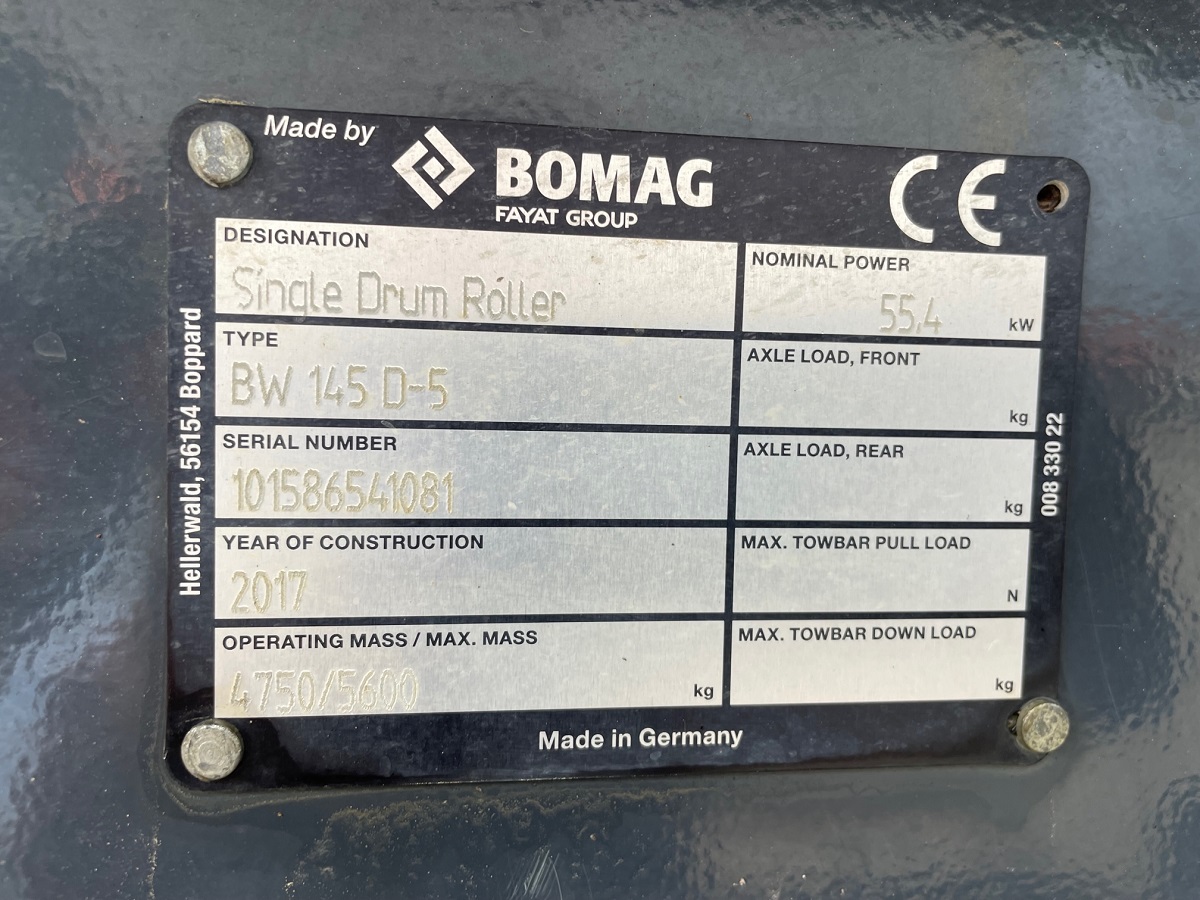 Made by
BOMAG
FAYAT GROUP
CE
DESIGNATION
Single Drum Roller
NOMINAL POWER
55,4 kW
TYPE
BW 145 D-5
AXLE LOAD, FRONT
kg
SERIAL NUMBER
101586541081
AXLE LOAD, REAR
kg
YEAR OF CONSTRUCTION
2017
MAX. TOWBAR PULL LOAD
N
OPERATING MASS / MAX. MASS
4750/5600 kg
MAX. TOWBAR DOWN LOAD
kg
Made in Germany
Hellerwald, 56154 Boppard
008 330 22